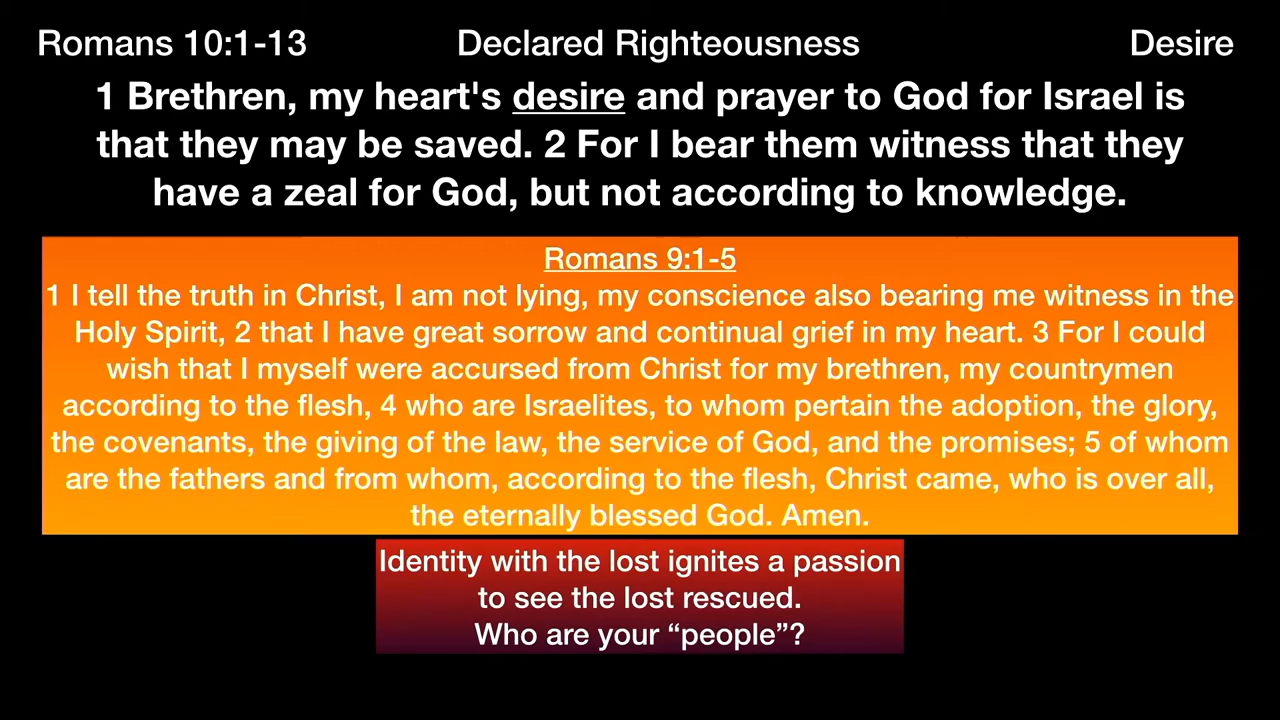 Romans 10:1-13 Declared Righteousness Desire
1 Brethren, my heart's desire and prayer to God for Israel is
that they may be saved. 2 For I bear them witness that they
have a zeal for God, but not according to knowledge.
Romans 9:1-5
1 I tell the truth in Christ, I am not lying, my conscience also bearing me witness in the
Holy Spirit, 2 that I have great sorrow and continual grief in my heart. 3 For I could
wish that I myself were accursed from Christ for my brethren, my countrymen
according to the flesh, 4 who are Israelites, to whom pertain the adoption, the glory,
the covenants, the giving of the law, the service of God, and the promises; 5 of whom
are the fathers and from whom, according to the flesh, Christ came, who is over all,
the eternally blessed God. Amen.
Identity with the lost ignites a passion
to see the lost rescued.
Who are your “people”?